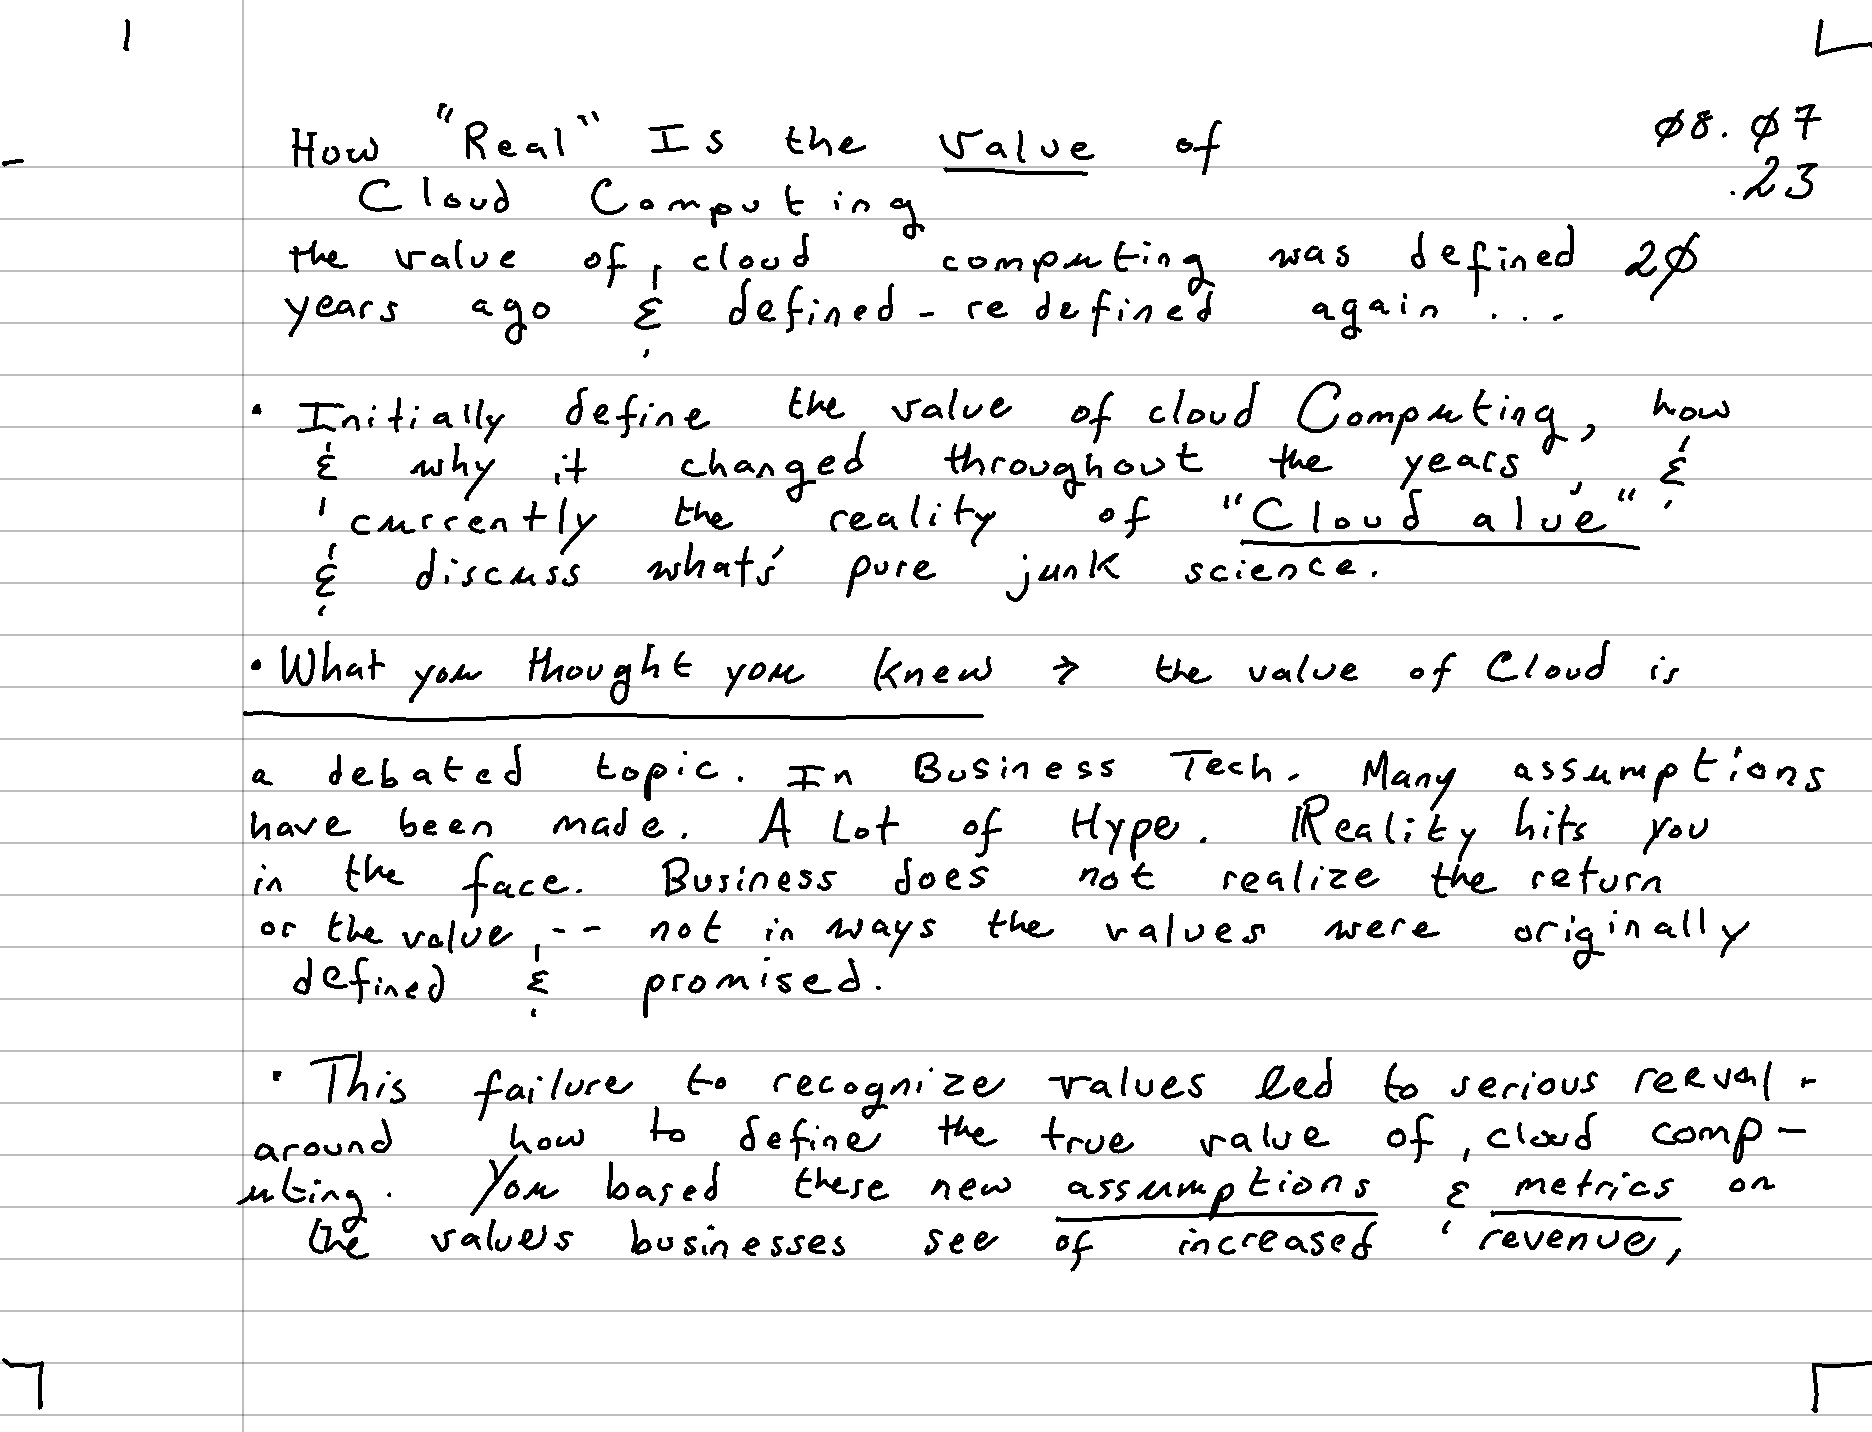 How "Real" Is the Value of
08.07
.23
Cloud Computing
the value of, cloud computing was defined 20
years ago & defined - redefined again ...
• Initially define the value of cloud Computing, how
& why it changed throughout the years, &
currently the reality of "Cloud alue"
& discuss what's pure junk science.
• What you thought you knew → the value of Cloud is
a debated topic. In Business Tech. Many assumptions
have been made. A Lot of Hype. Reality hits you
in the face. Business does not realize the return
or the value, -- not in ways the values were originally
defined & promised.
• This failure to recognize values led to serious reeval -
around how to define the true value of, cloud comp-
uting. You based these new assumptions & metrics on
the values businesses see of increased revenue,